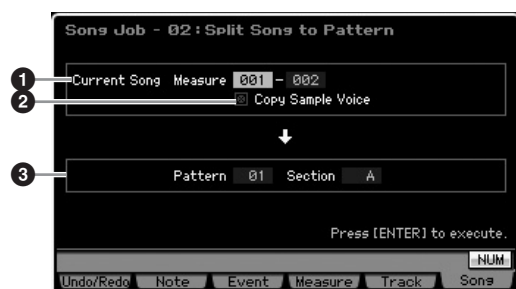 Song Job - 02:Split Song to Pattern
1 Current Song Measure 001 - 002
2 Copy Sample Voice
3 Pattern 01 Section A
Press [ENTER] to execute.
NUM
Undo/Redo Note Event Measure Track Song